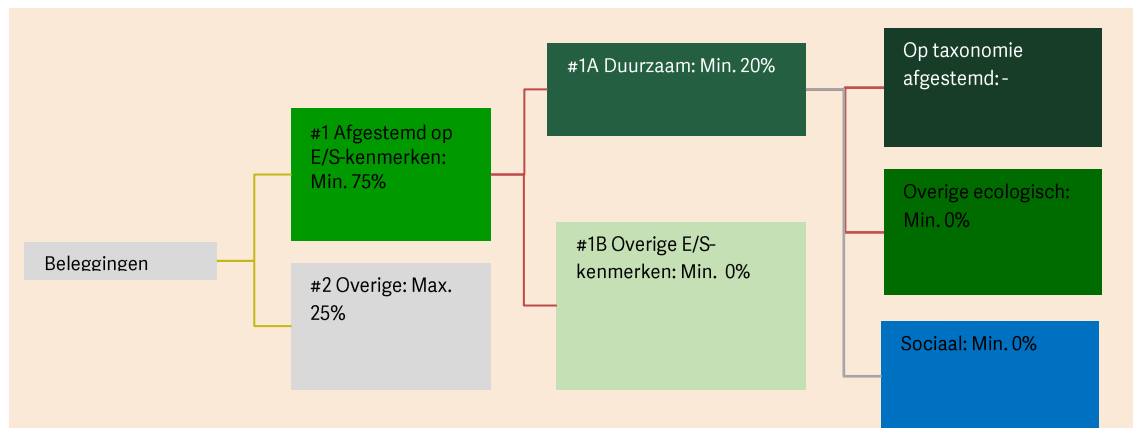 Beleggingen
#1 Afgestemd op
E/S-kenmerken:
Min. 75%
#2 Overige: Max.
25%
#1A Duurzaam: Min. 20%
#1B Overige E/S-
kenmerken: Min.  0%
Op taxonomie
afgestemd: -
Overige ecologisch:
Min. 0%
Sociaal: Min. 0%